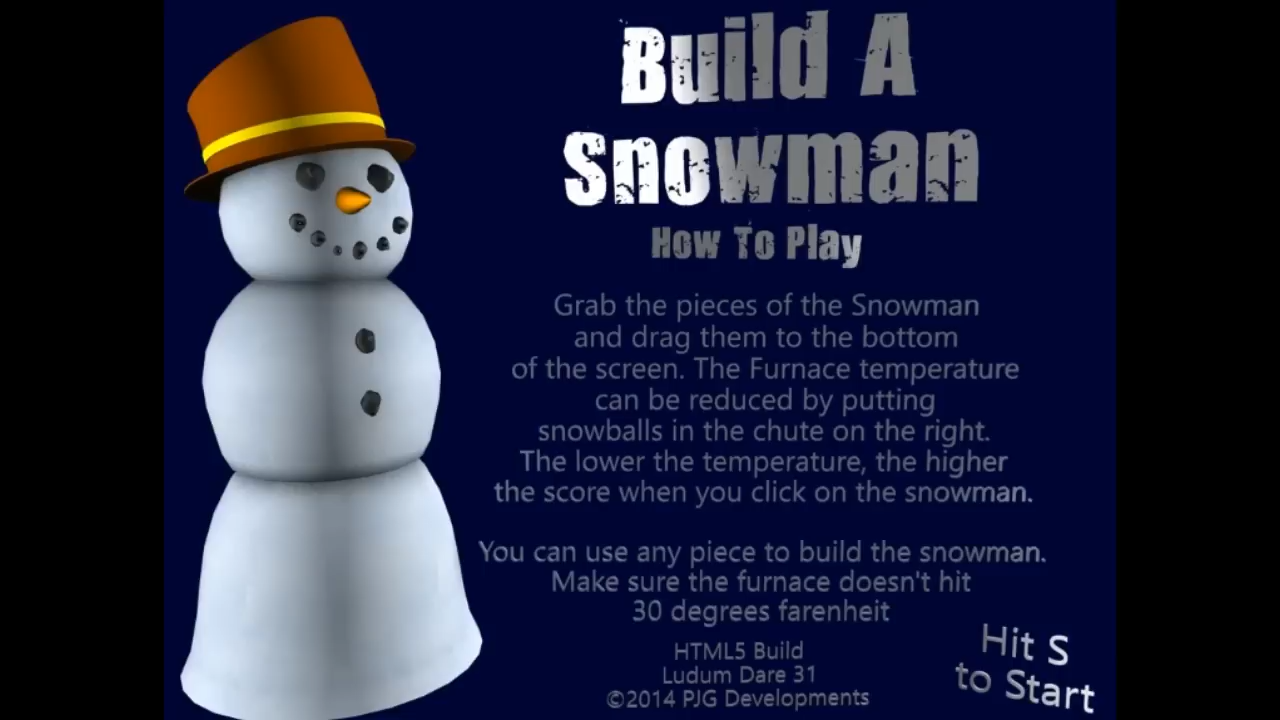 Build A
Snowman
How To Play
Grab the pieces of the Snowman
and drag them to the bottom
of the screen. The Furnace temperature
can be reduced by putting
snowballs in the chute on the right.
The lower the temperature, the higher
the score when you click on the snowman.
You can use any piece to build the snowman.
Make sure the furnace doesn't hit
30 degrees farenheit
HTML5 Build
Ludum Dare 31
©2014 PJG Developments
Hit S
to Start